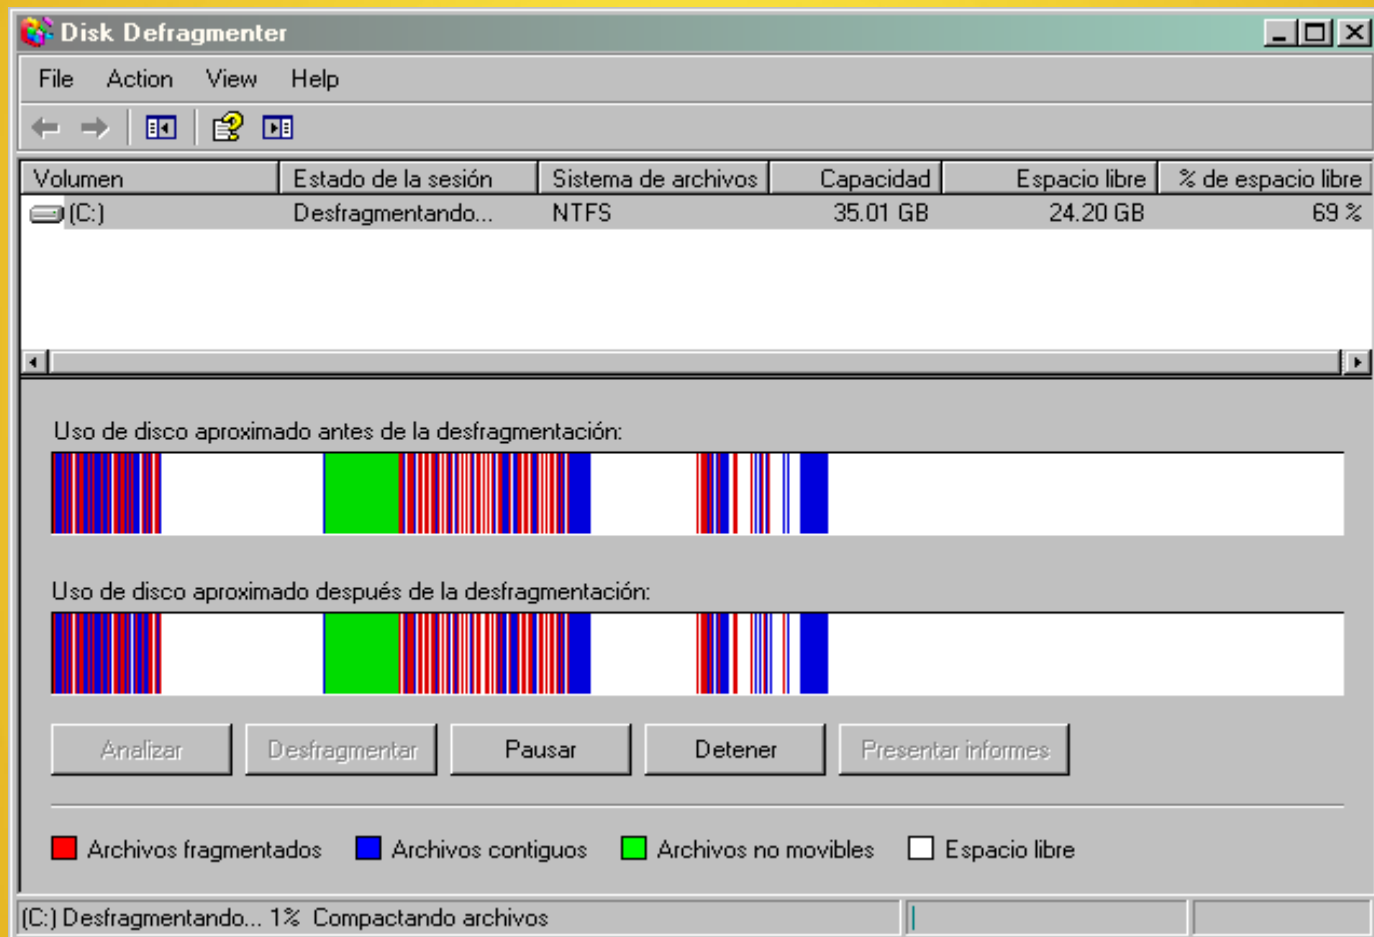 Disk Defragmenter
File Action View Help
Volumen Estado de la sesión Sistema de archivos Capacidad Espacio libre % de espacio libre
(C:) Desfragmentando... NTFS 35.01 GB 24.20 GB 69 %
Uso de disco aproximado antes de la desfragmentación:
Uso de disco aproximado después de la desfragmentación:
Analizar Desfragmentar Pausar Detener Presentar informes
Archivos fragmentados Archivos contiguos Archivos no movibles Espacio libre
(C:) Desfragmentando... 1% Compactando archivos